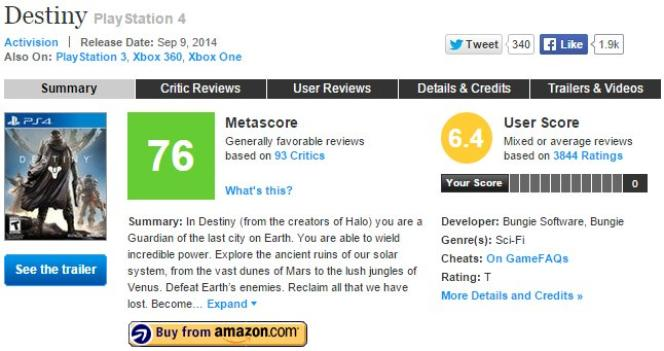 Destiny PlayStation 4
Activision | Release Date: Sep 9, 2014
Also On: PlayStation 3, Xbox 360, Xbox One
Tweet 340 Like 1.9k
Summary Critic Reviews User Reviews Details & Credits Trailers & Videos
PS4
DESTINY
T
76
Metascore
Generally favorable reviews
based on 93 Critics
What's this?
6.4
User Score
Mixed or average reviews
based on 3844 Ratings
Your Score 0
See the trailer
Summary: In Destiny (from the creators of Halo) you are a
Guardian of the last city on Earth. You are able to wield
incredible power. Explore the ancient ruins of our solar
system, from the vast dunes of Mars to the lush jungles of
Venus. Defeat Earth's enemies. Reclaim all that we have
lost. Become... Expand
Buy from amazon.com
Developer: Bungie Software, Bungie
Genre(s): Sci-Fi
Cheats: On GameFAQs
Rating: T
More Details and Credits »